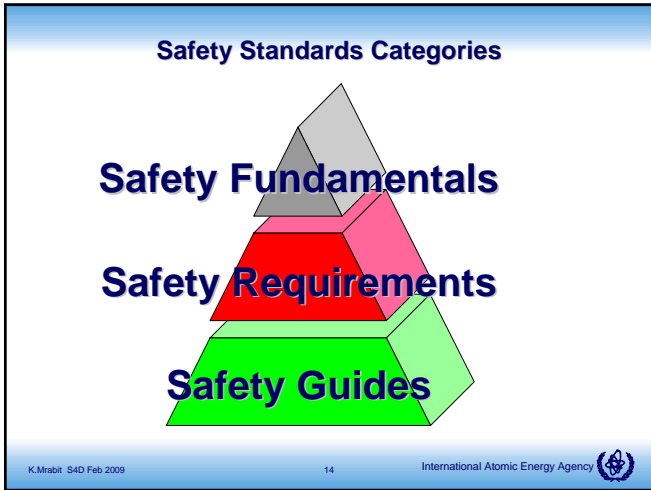 Safety Standards Categories
Safety Fundamentals
Safety Requirements
Safety Guides
K.Mrabit S4D Feb 2009
14
International Atomic Energy Agency